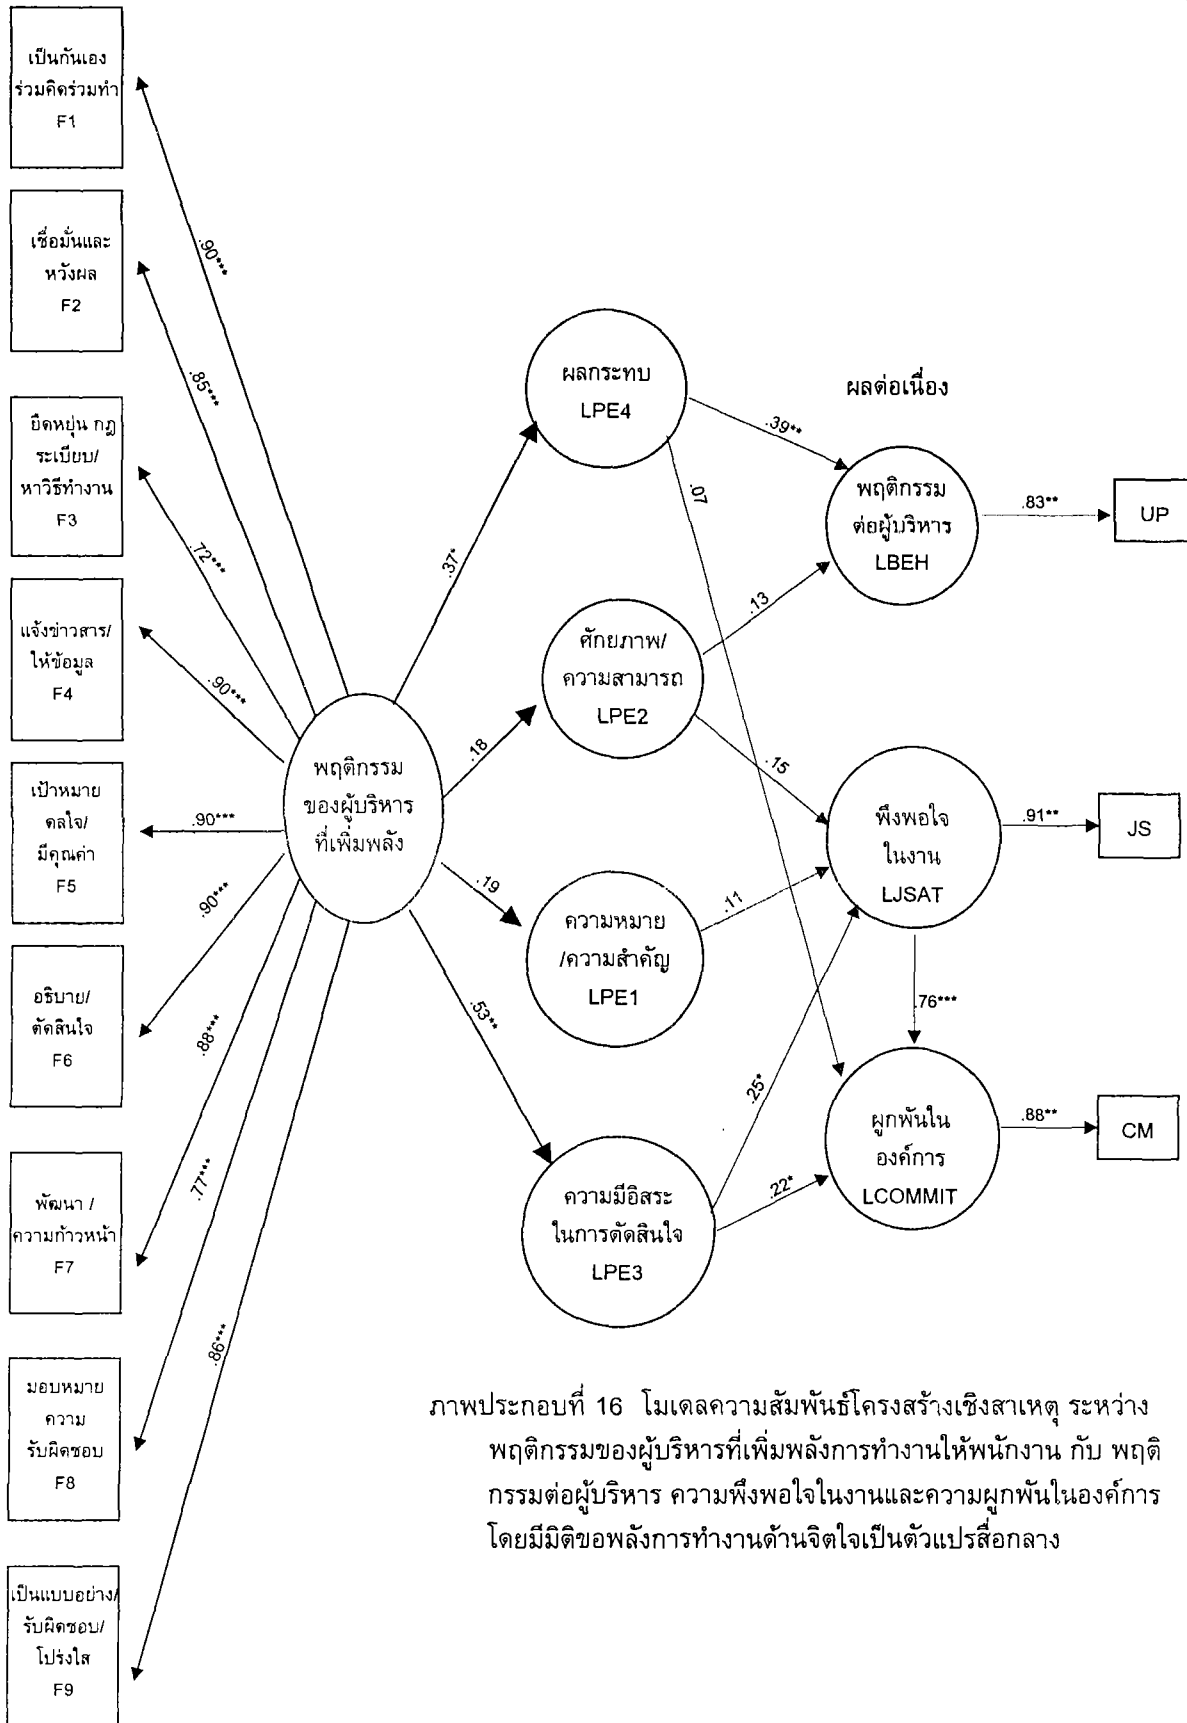 เป็นกันเอง
ร่วมคิดร่วมทำ
F1
เชื่อมั่นและ
หวังผล
F2
ยืดหยุ่น กฎ
ระเบียบ/
หาวิธีทำงาน
F3
แจ้งข่าวสาร/
ให้ข้อมูล
F4
เป้าหมาย
ดลใจ/
มีคุณค่า
F5
อธิบาย/
ตัดสินใจ
F6
พัฒนา /
ความก้าวหน้า
F7
มอบหมาย
ความ
รับผิดชอบ
F8
เป็นแบบอย่าง/
รับผิดชอบ/
โปร่งใส
F9
.90***
.85***
.72***
.90***
.90***
.90***
.88***
.77***
.86***
พฤติกรรม
ของผู้บริหาร
ที่เพิ่มพลัง
.37*
.18
.19
.53**
ผลกระทบ
LPE4
ศักยภาพ/
ความสามารถ
LPE2
ความหมาย
/ความสำคัญ
LPE1
ความมีอิสระ
ในการตัดสินใจ
LPE3
.39**
.07
.13
.15
.11
.25*
.22*
ผลต่อเนื่อง
พฤติกรรม
ต่อผู้บริหาร
LBEH
.83**
UP
พึงพอใจ
ในงาน
LJSAT
.91**
JS
.76***
ผูกพันใน
องค์การ
LCOMMIT
.88**
CM
ภาพประกอบที่ 16 โมเดลความสัมพันธ์โครงสร้างเชิงสาเหตุ ระหว่าง
พฤติกรรมของผู้บริหารที่เพิ่มพลังการทำงานให้พนักงาน กับ พฤติ
กรรมต่อผู้บริหาร ความพึงพอใจในงานและความผูกพันในองค์การ
โดยมีมิติขอพลังการทำงานด้านจิตใจเป็นตัวแปรสื่อกลาง